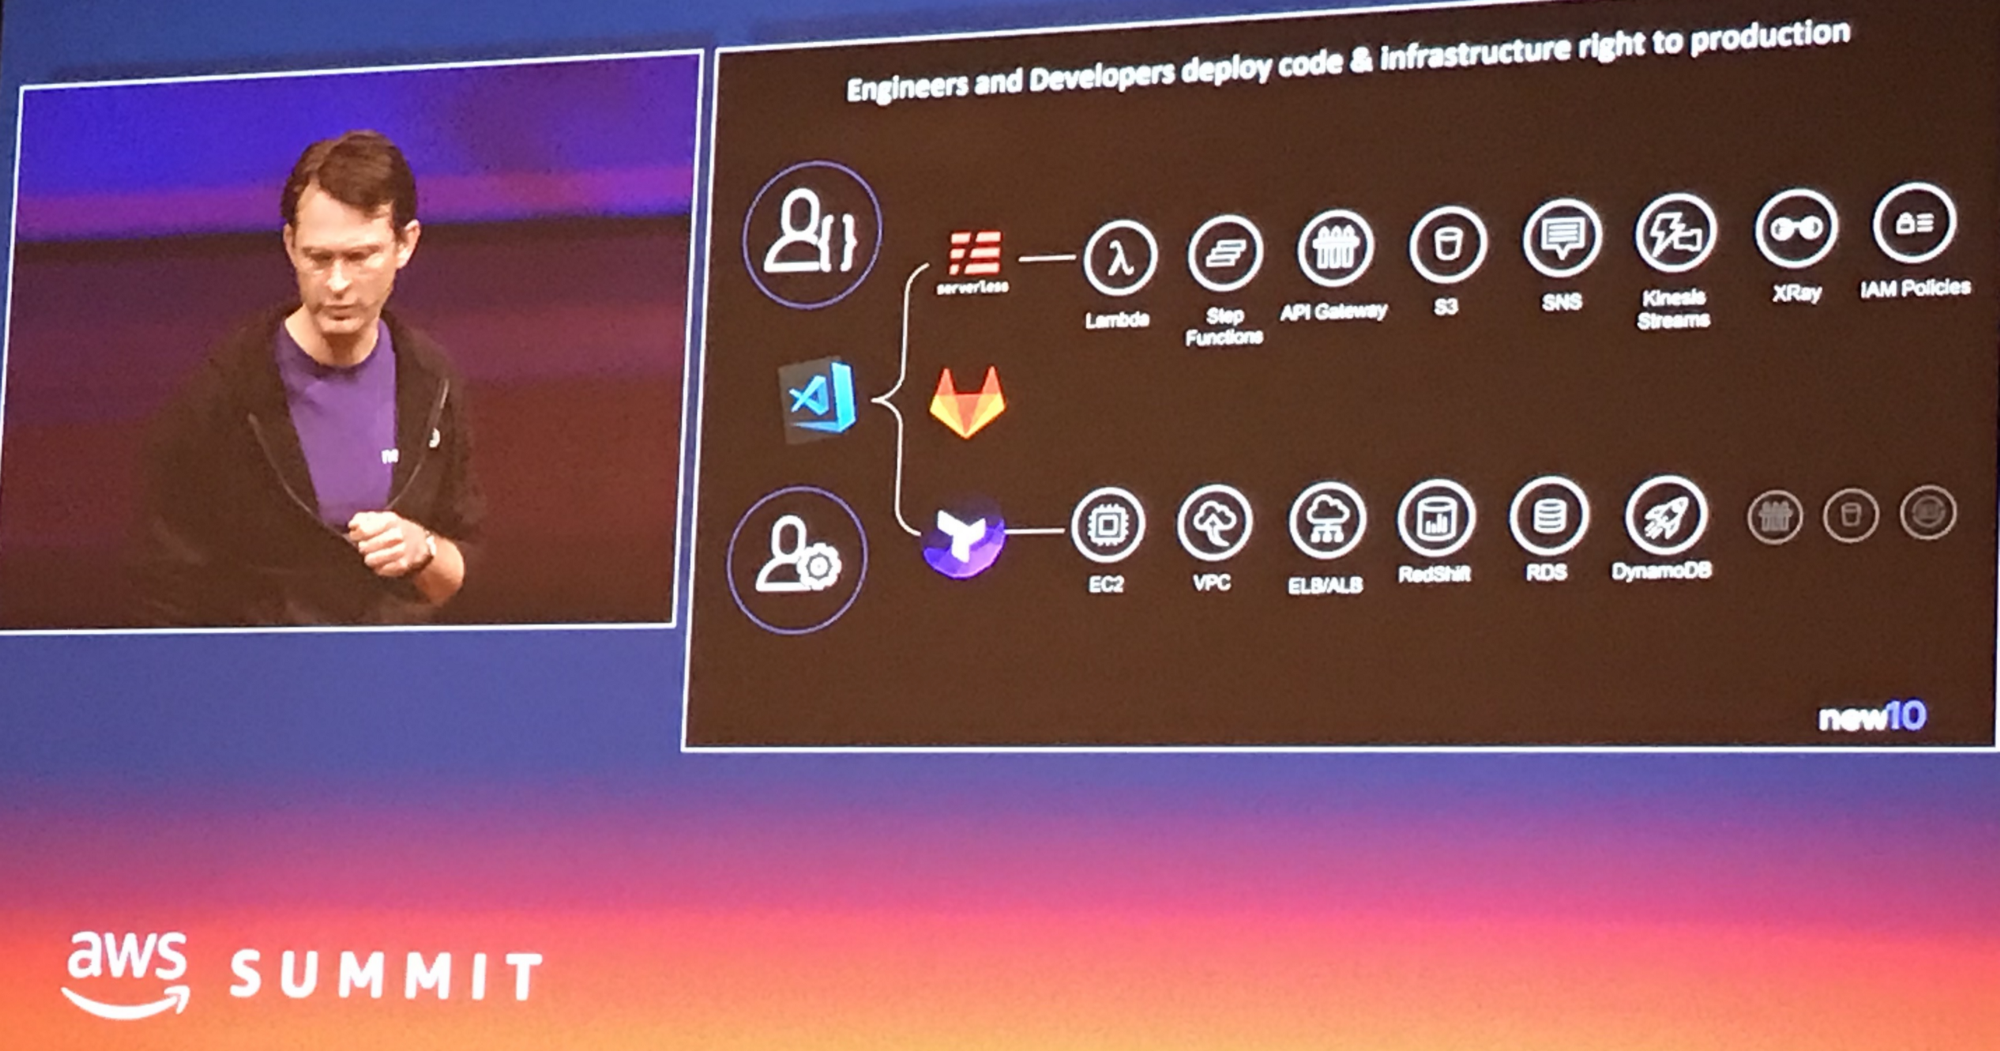 Engineers and Developers deploy code & infrastructure right to production
serverless
Lambda
Step
Functions
API Gateway
S3
SNS
Kinesis
Streams
XRay
IAM Policies
EC2
VPC
ELB/ALB
RedShift
RDS
DynamoDB
new10
aws SUMMIT